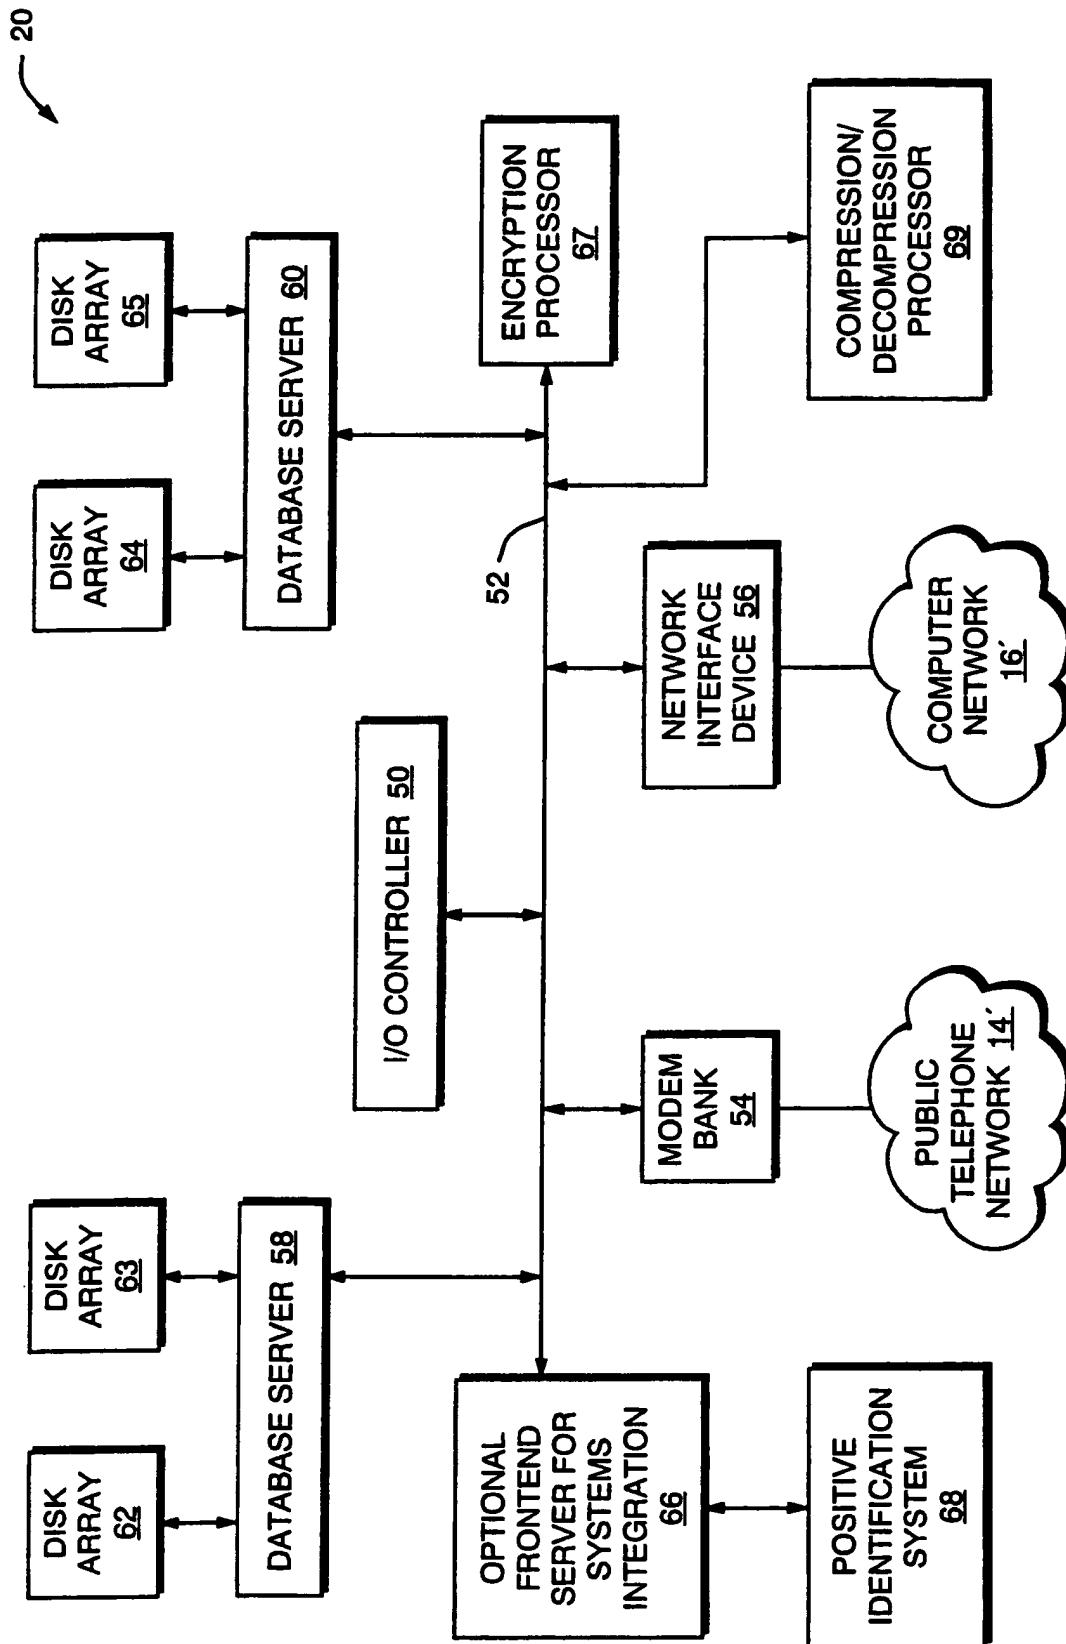 20
DISK
ARRAY
62
DISK
ARRAY
63
DISK
ARRAY
64
DISK
ARRAY
65
DATABASE SERVER 58
DATABASE SERVER 60
I/O CONTROLLER 50
OPTIONAL
FRONTEND
SERVER FOR
SYSTEMS
INTEGRATION
66
52
ENCRYPTION
PROCESSOR
67
MODEM
BANK
54
NETWORK
INTERFACE
DEVICE 56
POSITIVE
IDENTIFICATION
SYSTEM
68
PUBLIC
TELEPHONE
NETWORK 14'
COMPUTER
NETWORK
16'
COMPRESSION/
DECOMPRESSION
PROCESSOR
69